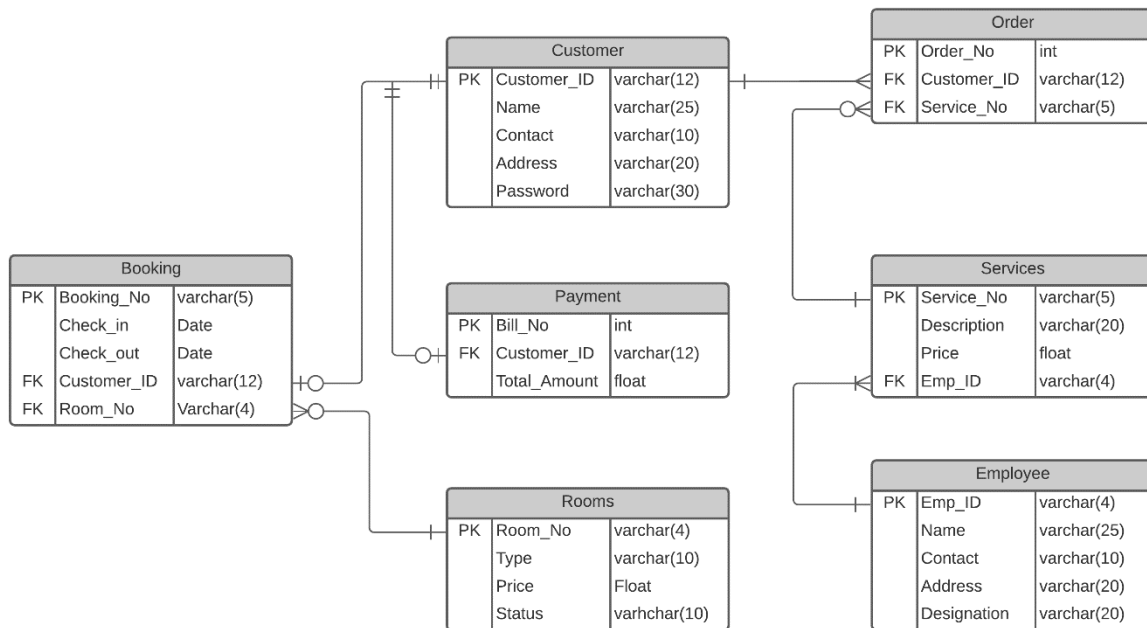 Customer
PK Customer_ID varchar(12)
Name varchar(25)
Contact varchar(10)
Address varchar(20)
Password varchar(30)
Order
PK Order_No int
FK Customer_ID varchar(12)
FK Service_No varchar(5)
Booking
PK Booking_No varchar(5)
Check_in Date
Check_out Date
FK Customer_ID varchar(12)
FK Room_No Varchar(4)
Payment
PK Bill_No int
FK Customer_ID varchar(12)
Total_Amount float
Services
PK Service_No varchar(5)
Description varchar(20)
Price float
FK Emp_ID varchar(4)
Rooms
PK Room_No varchar(4)
Type varchar(10)
Price Float
Status varhchar(10)
Employee
PK Emp_ID varchar(4)
Name varchar(25)
Contact varchar(10)
Address varchar(20)
Designation varchar(20)